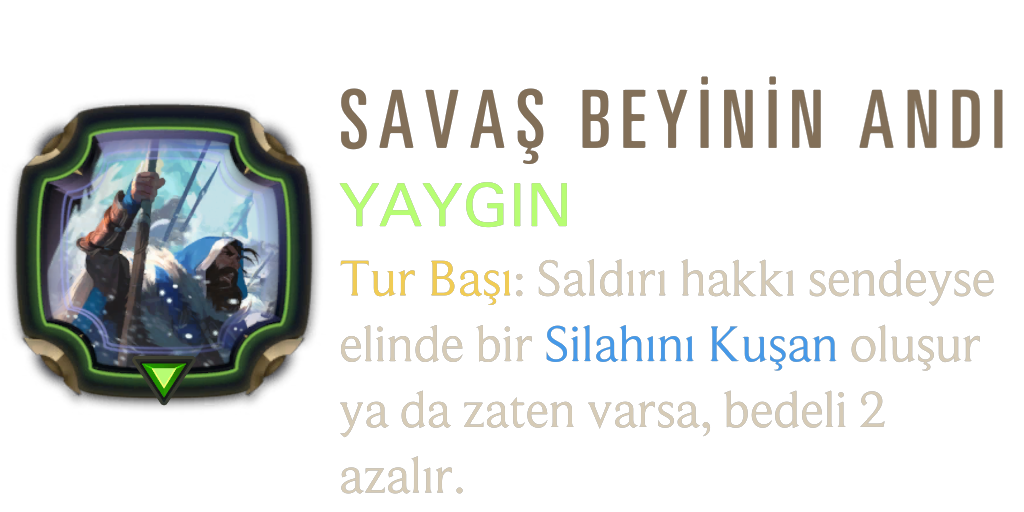 SAVAŞ BEYİNİN ANDI
YAYGIN
Tur Başı: Saldırı hakkı sendeyse
elinde bir Silahını Kuşan oluşur
ya da zaten varsa, bedeli 2
azalır.